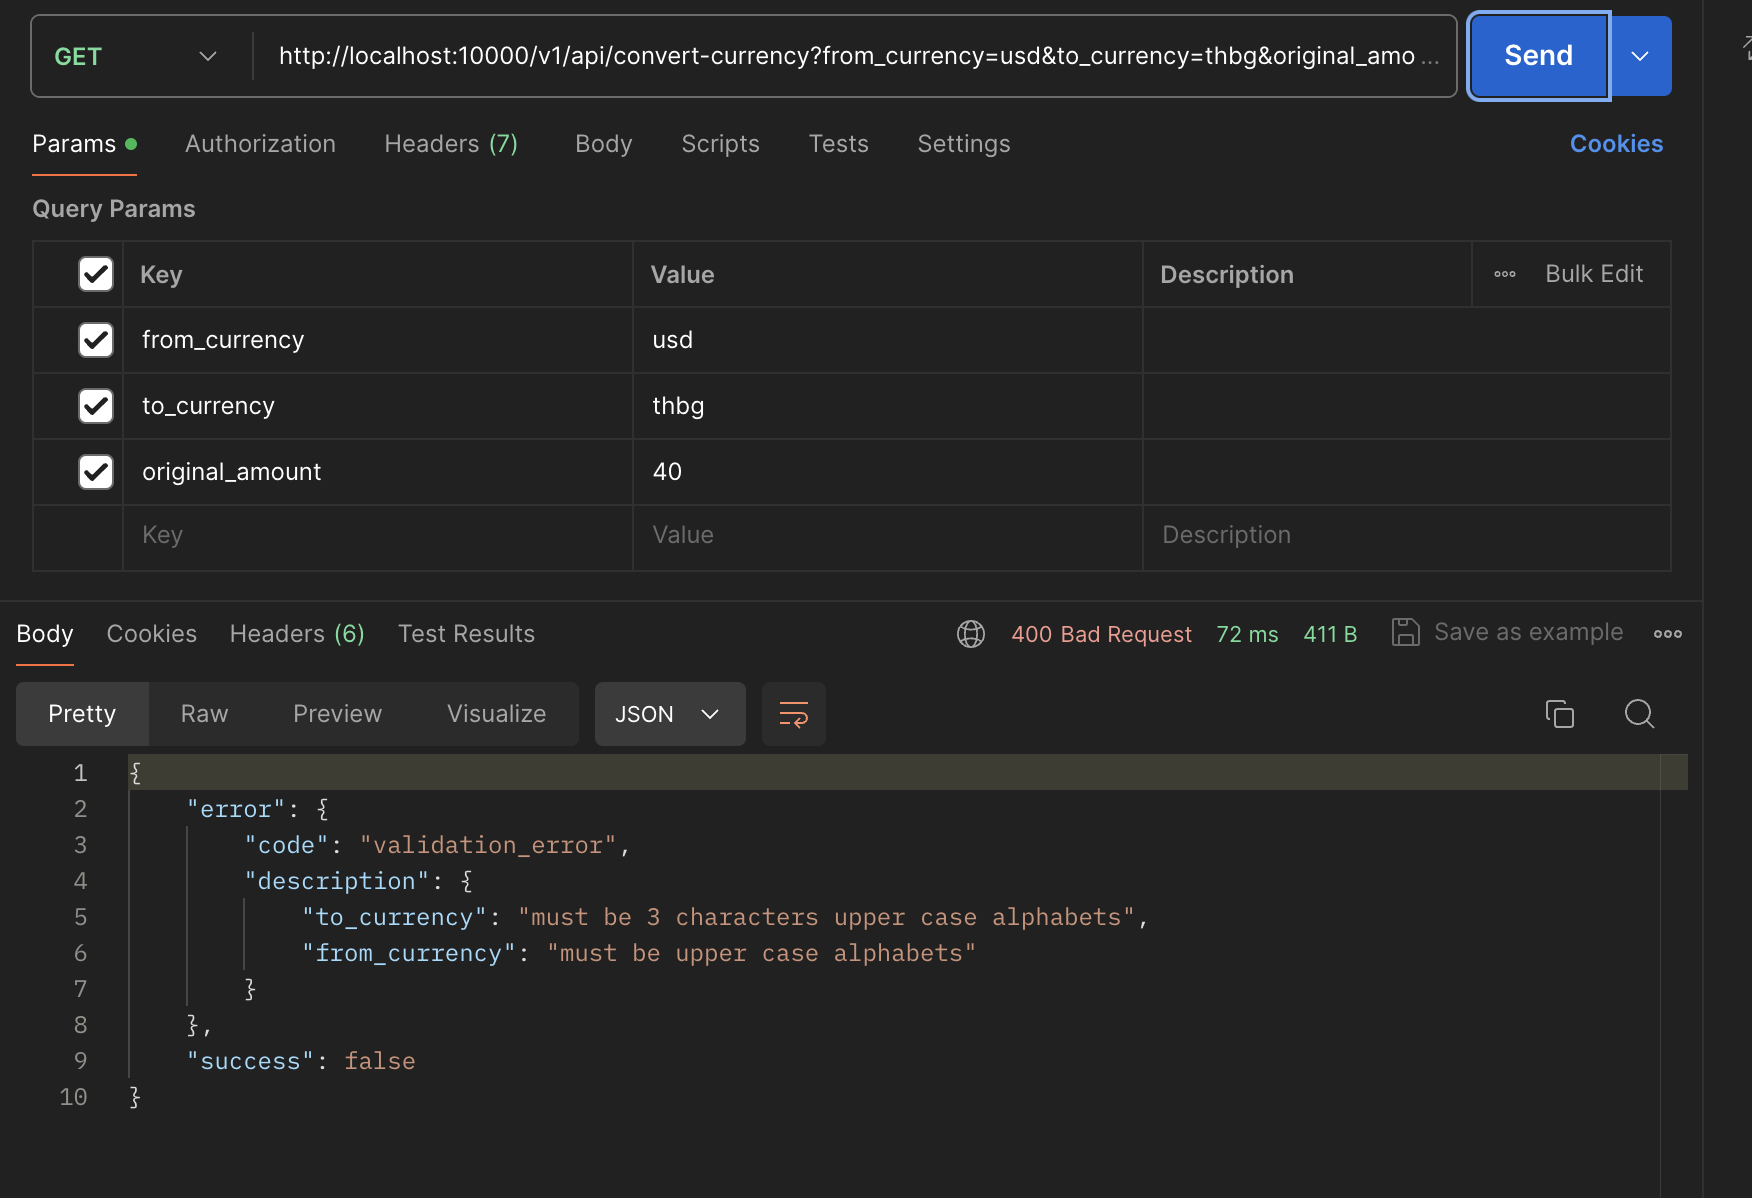 GET http://localhost:10000/v1/api/convert-currency?from_currency=usd&to_currency=thbg&original_amo ... Send
Params Authorization Headers (7) Body Scripts Tests Settings Cookies
Query Params
Key Value Description Bulk Edit
from_currency usd
to_currency thbg
original_amount 40
Key Value Description
Body Cookies Headers (6) Test Results 400 Bad Request 72 ms 411 B Save as example
Pretty Raw Preview Visualize JSON
1 {
2 "error": {
3 "code": "validation_error",
4 "description": {
5 "to_currency": "must be 3 characters upper case alphabets",
6 "from_currency": "must be upper case alphabets"
7 }
8 },
9 "success": false
10 }